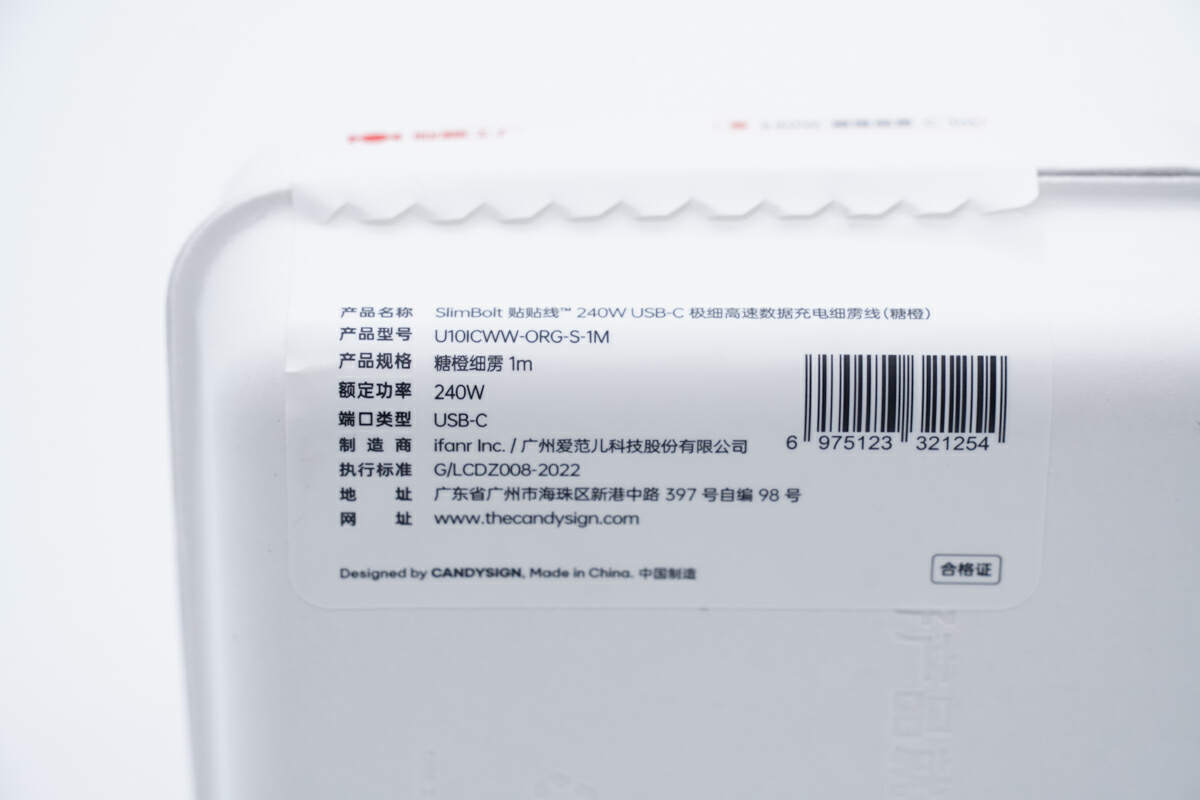 产品名称 SlimBolt 贴贴线™ 240W USB-C 极细高速数据充电细雳线(糖橙)
产品型号 U10ICWW-ORG-S-1M
产品规格 糖橙细雳 1m
额定功率 240W
端口类型 USB-C
制造商 ifanr Inc. / 广州爱范儿科技股份有限公司
执行标准 G/LCDZ008-2022
地址 广东省广州市海珠区新港中路 397 号自编 98 号
网址 www.thecandysign.com
6 975123 321254
Designed by CANDYSIGN, Made in China. 中国制造
合格证